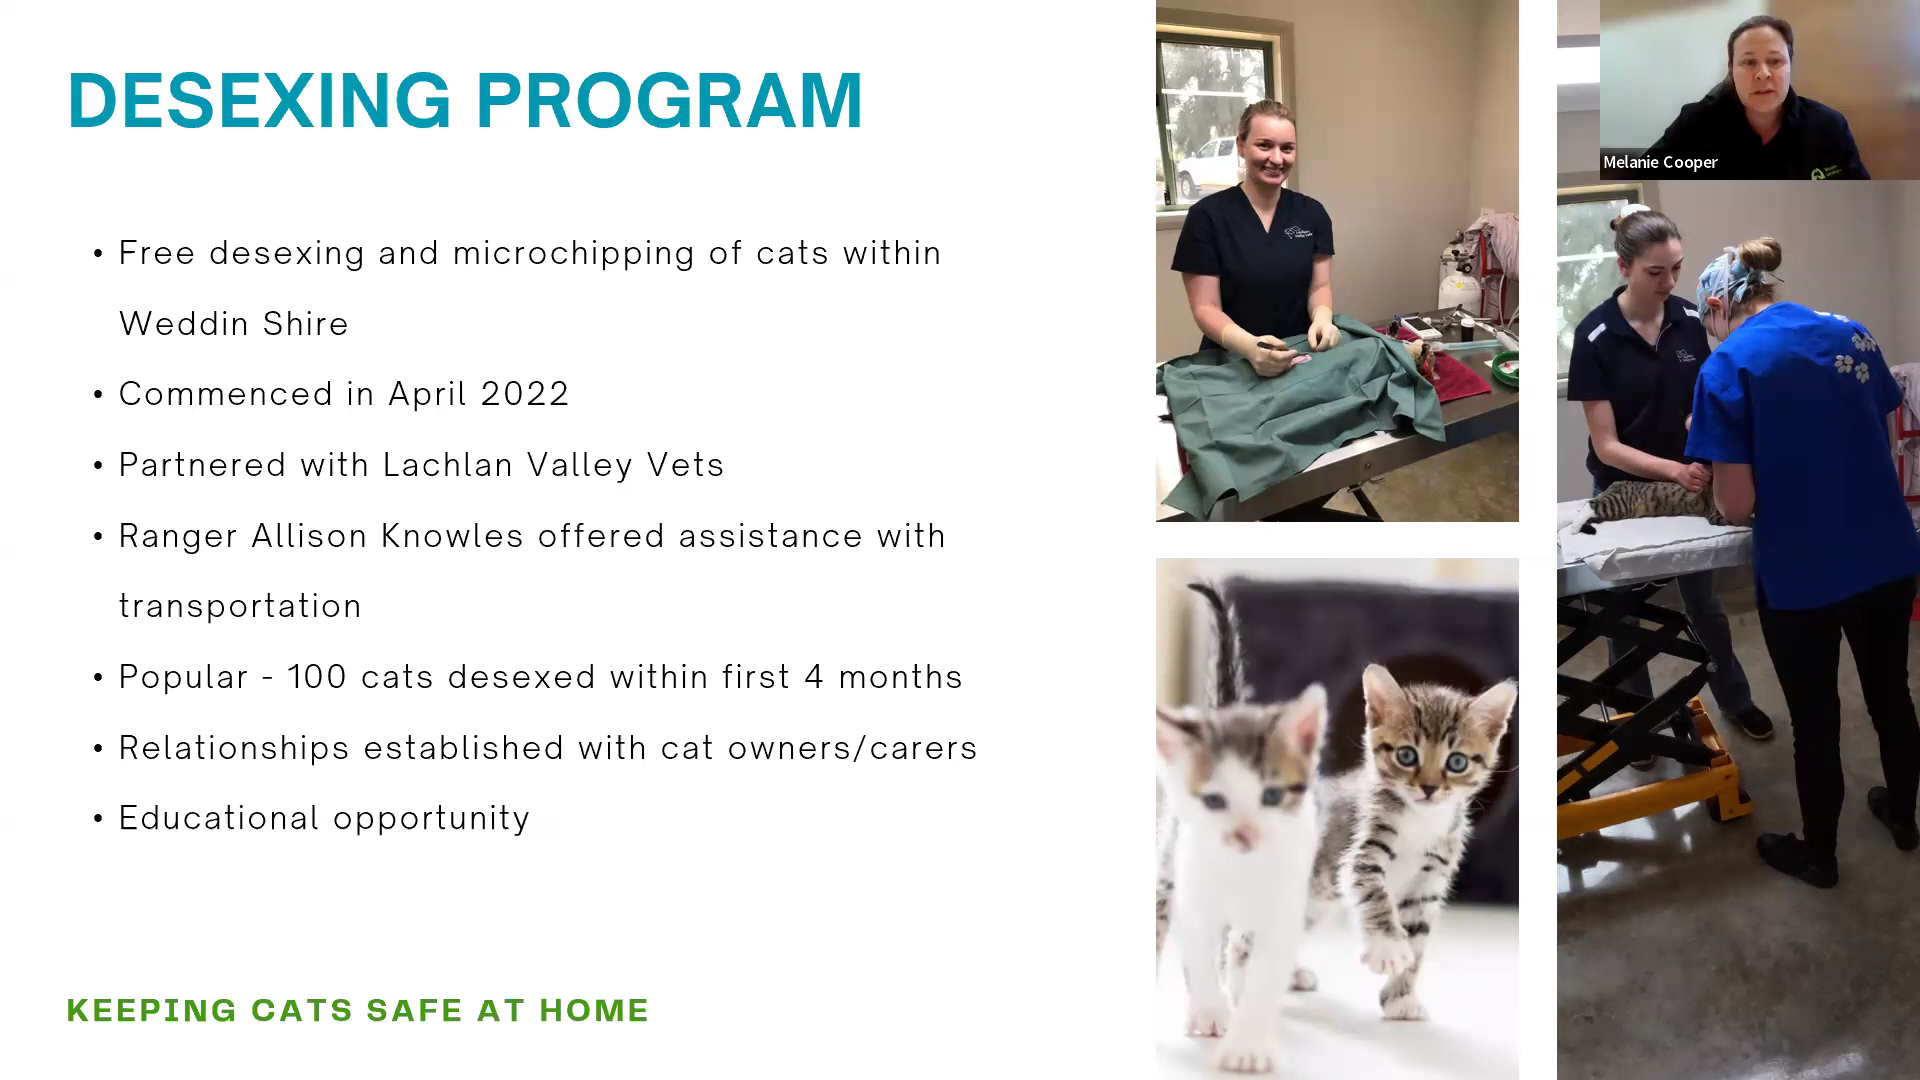 DESEXING PROGRAM
Melanie Cooper
• Free desexing and microchipping of cats within
Weddin Shire
• Commenced in April 2022
• Partnered with Lachlan Valley Vets
• Ranger Allison Knowles offered assistance with
transportation
• Popular - 100 cats desexed within first 4 months
• Relationships established with cat owners/carers
• Educational opportunity
KEEPING CATS SAFE AT HOME